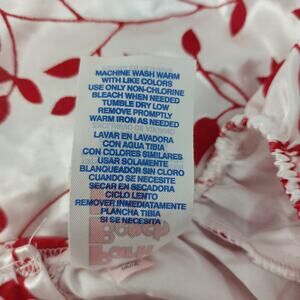 MACHINE WASH WARM
WITH LIKE COLORS
USE ONLY NON-CHLORINE
BLEACH WHEN NEEDED
TUMBLE DRY LOW
REMOVE PROMPTLY
WARM IRON AS NEEDED
LAVAR EN LAVADORA
CON AGUA TIBIA
CON COLORES SIMILARES
USAR SOLAMENTE
BLANQUEADOR SIN CLORO
CUANDO SE NECESITE
SECAR EN SECADORA
CICLO LENTO
REMOVER INMEDIATAMENTE
PLANCHA TIBIA
SI SE NECESITA